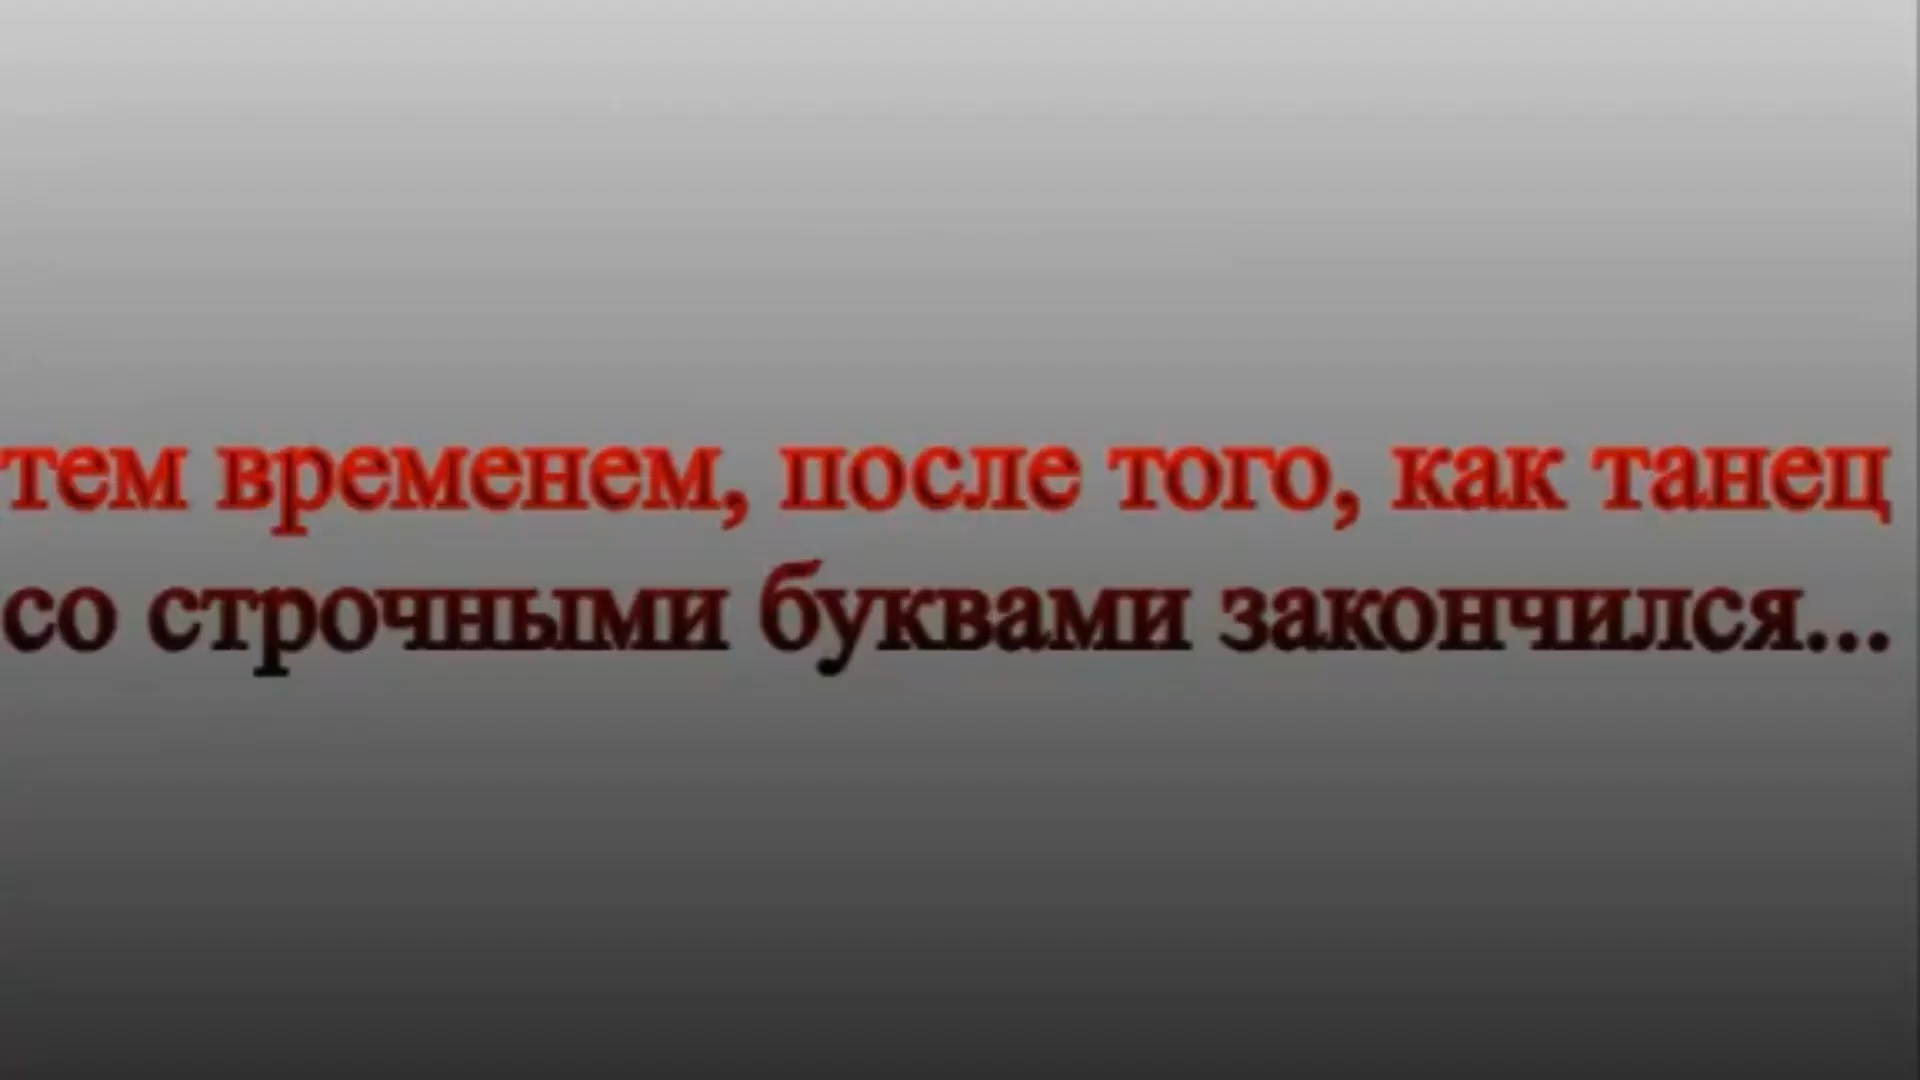 тем временем, после того, как танец
со строчными буквами закончился...